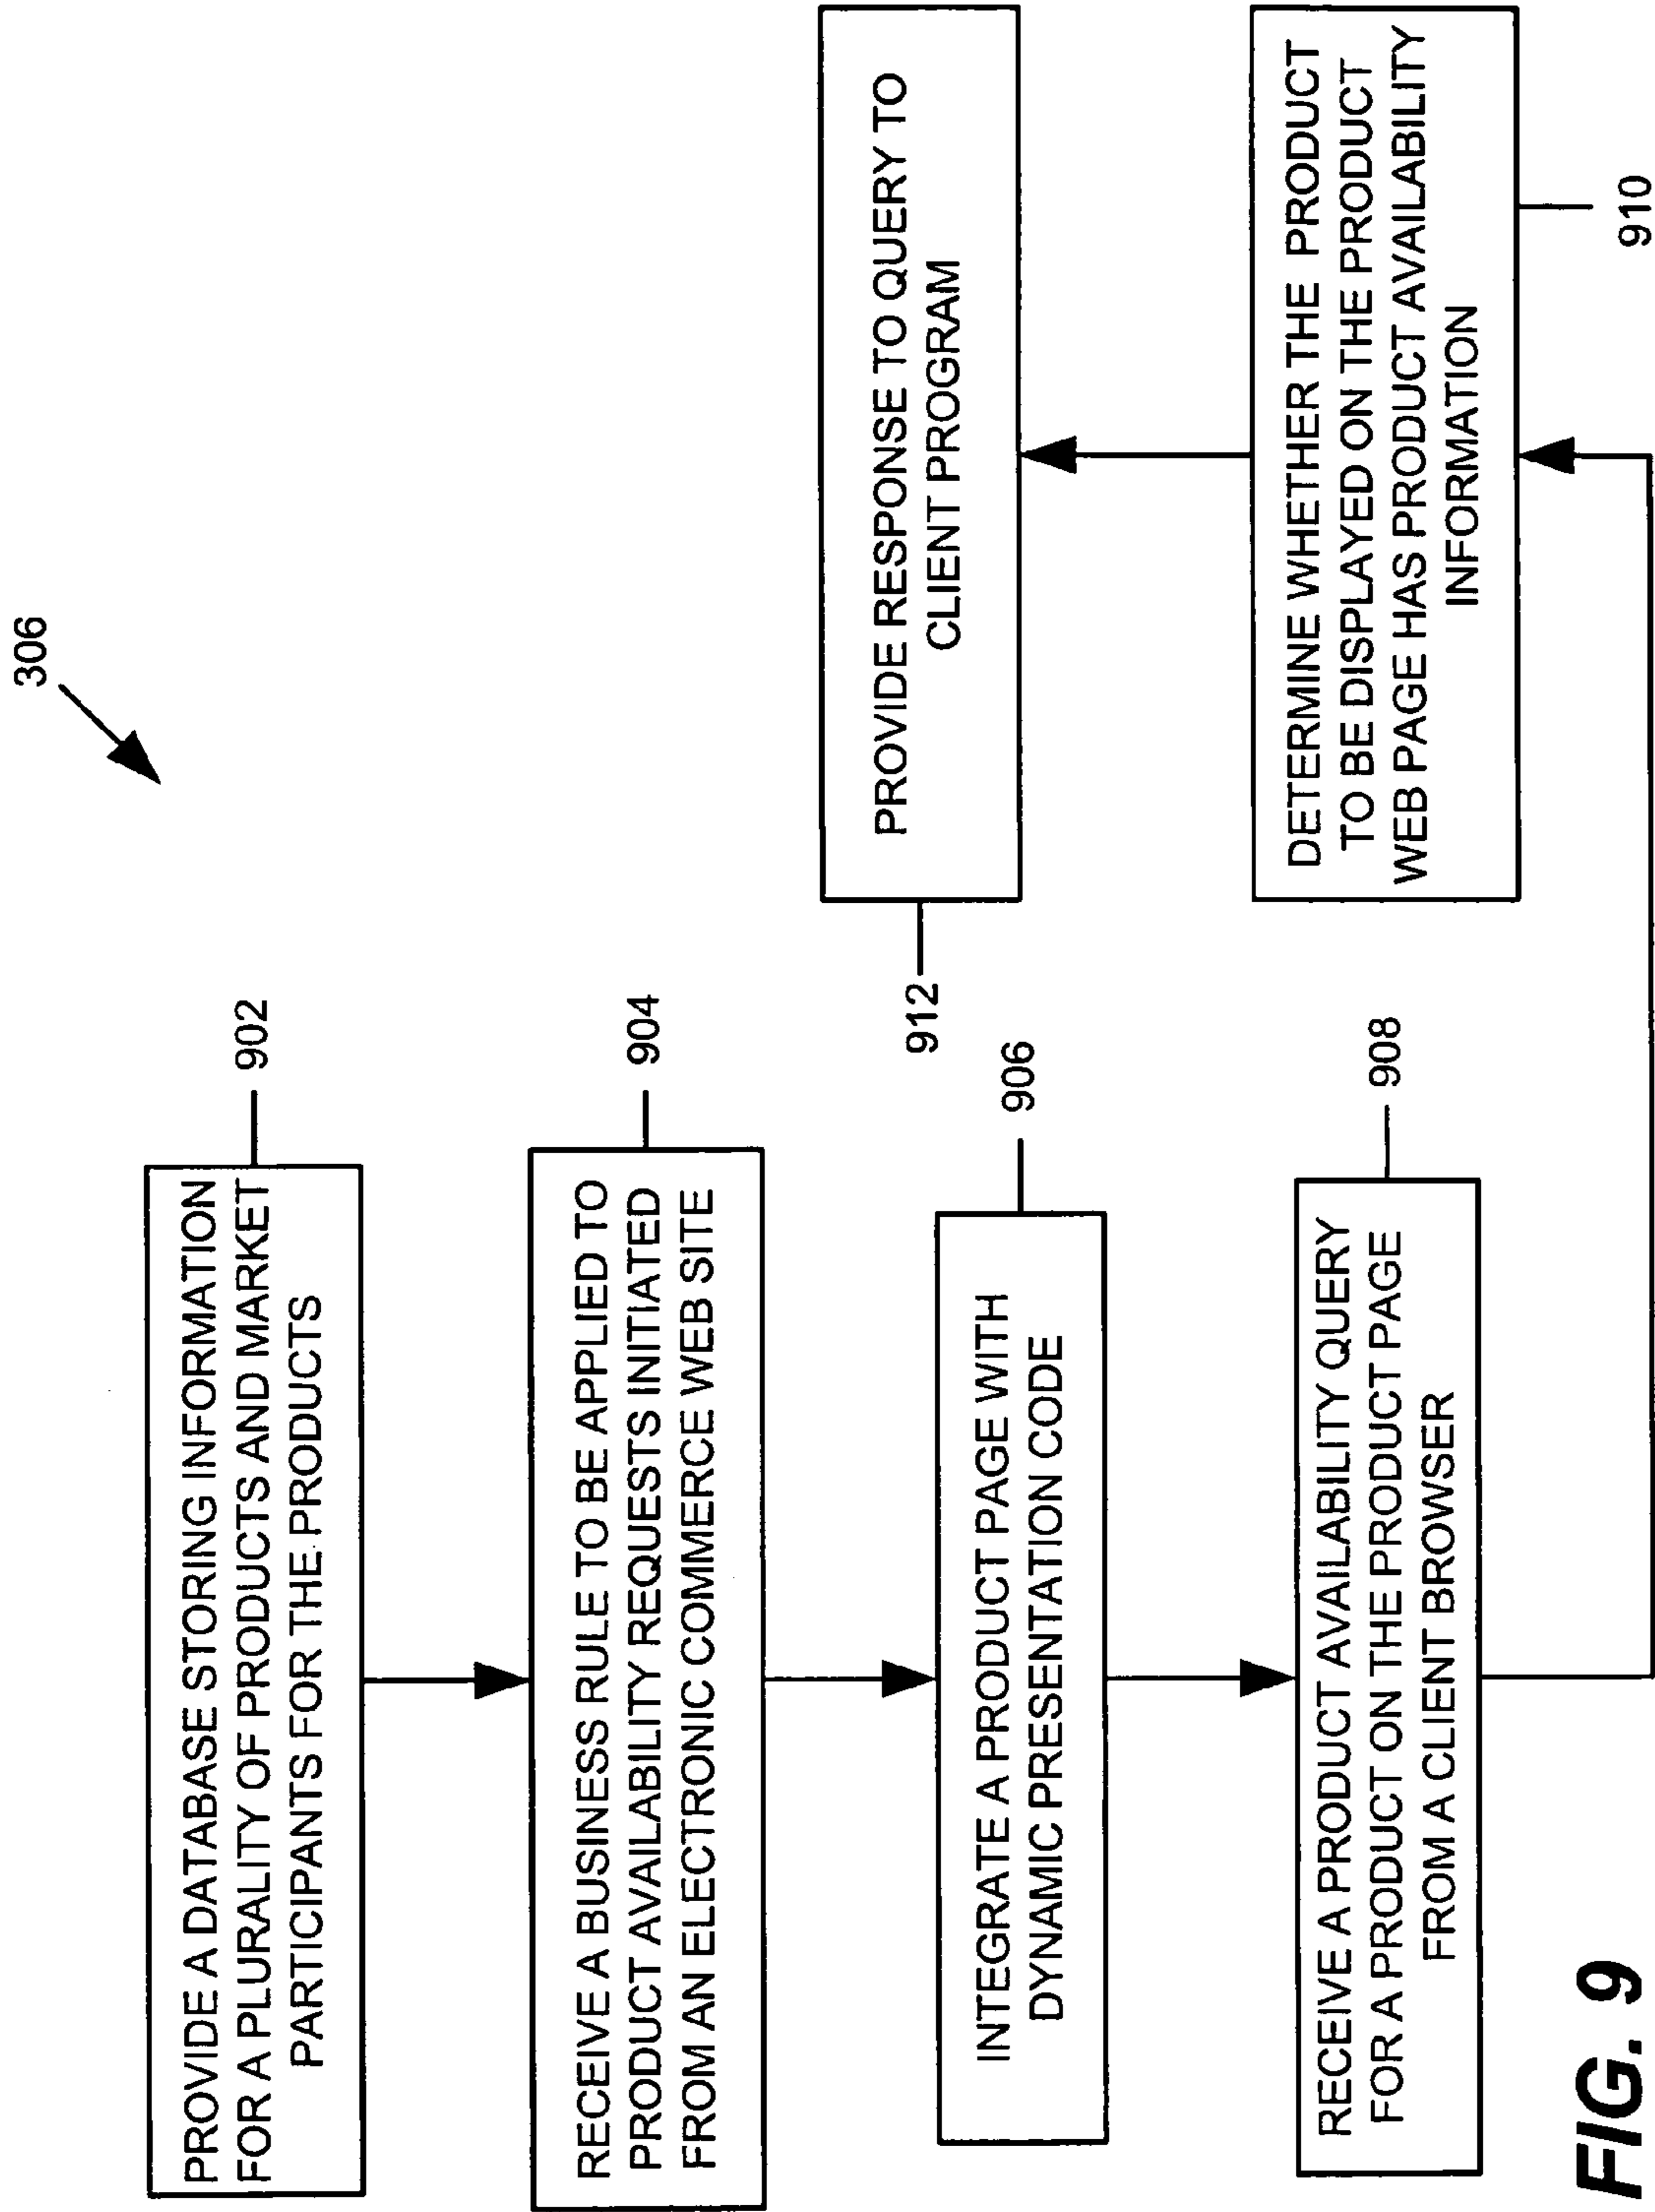 306
PROVIDE A DATABASE STORING INFORMATION
FOR A PLURALITY OF PRODUCTS AND MARKET
PARTICIPANTS FOR THE PRODUCTS
902
RECEIVE A BUSINESS RULE TO BE APPLIED TO
PRODUCT AVAILABILITY REQUESTS INITIATED
FROM AN ELECTRONIC COMMERCE WEB SITE
904
INTEGRATE A PRODUCT PAGE WITH
DYNAMIC PRESENTATION CODE
906
RECEIVE A PRODUCT AVAILABILITY QUERY
FOR A PRODUCT ON THE PRODUCT PAGE
FROM A CLIENT BROWSER
908
DETERMINE WHETHER THE PRODUCT
TO BE DISPLAYED ON THE PRODUCT
WEB PAGE HAS PRODUCT AVAILABILITY
INFORMATION
910
PROVIDE RESPONSE TO QUERY TO
CLIENT PROGRAM
912
FIG. 9